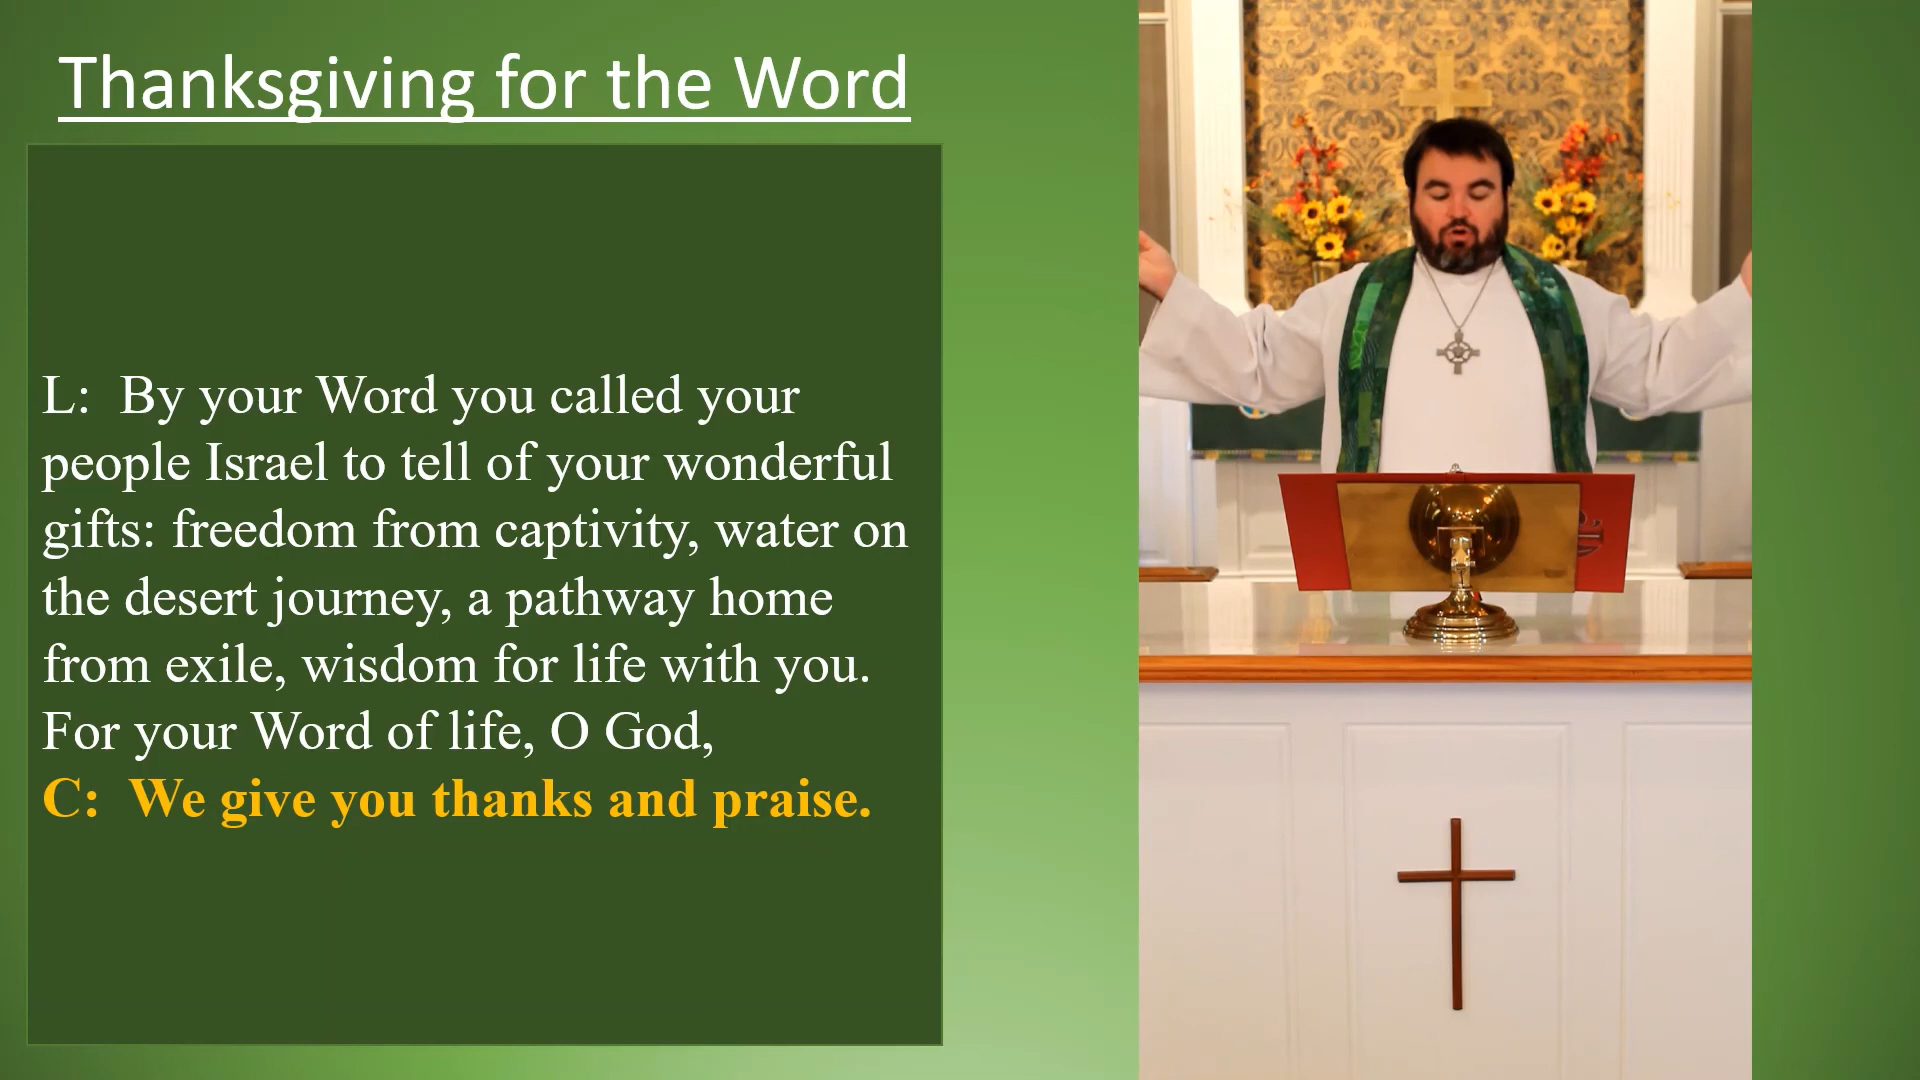 Thanksgiving for the Word
L:  By your Word you called your
people Israel to tell of your wonderful
gifts: freedom from captivity, water on
the desert journey, a pathway home
from exile, wisdom for life with you.
For your Word of life, O God,
C:  We give you thanks and praise.